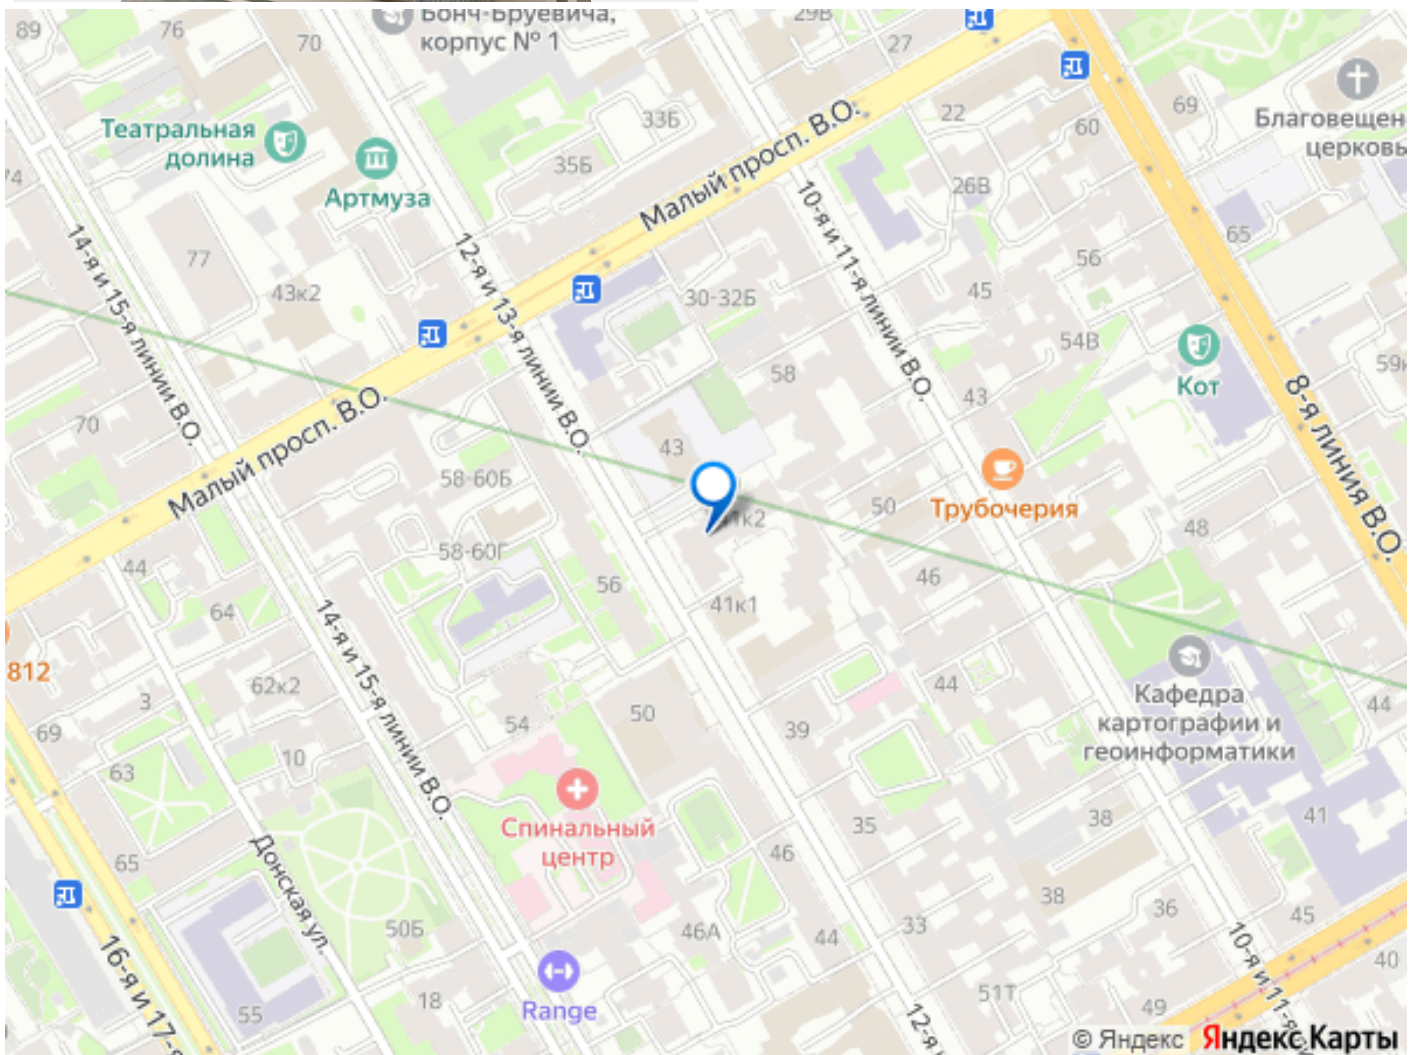 89
76
70
Бонч-Бруевича,
корпус № 1
29В
27
33Б
35Б
22
60
69
Благовещен
церковь
Театральная
долина
Артмуза
74
77
43к2
Малый просп. В.О.
10-я и 11-я линии В.О.
26В
65
56
45
54В
14-я и 15-я линии В.О.
12-я и 13-я линии В.О.
30-32Б
58
43
Кот
59к
8-я линия В.О.
70
Малый просп. В.О.
58-60Б
43
Трубочерия
50
48
41к2
58-60Г
56
41к1
46
44
64
14-я и 15-я линии В.О.
812
3
62к2
69
10
63
54
50
39
44
Кафедра
картографии и
геоинформатики
44
Спинальный
центр
35
38
41
46
65
Донская ул.
50Б
46А
44
33
38
36
45
10-я и 11-я
40
16-я и 17-я
55
18
Range
12-я и
51Т
49
© Яндекс Яндекс Карты